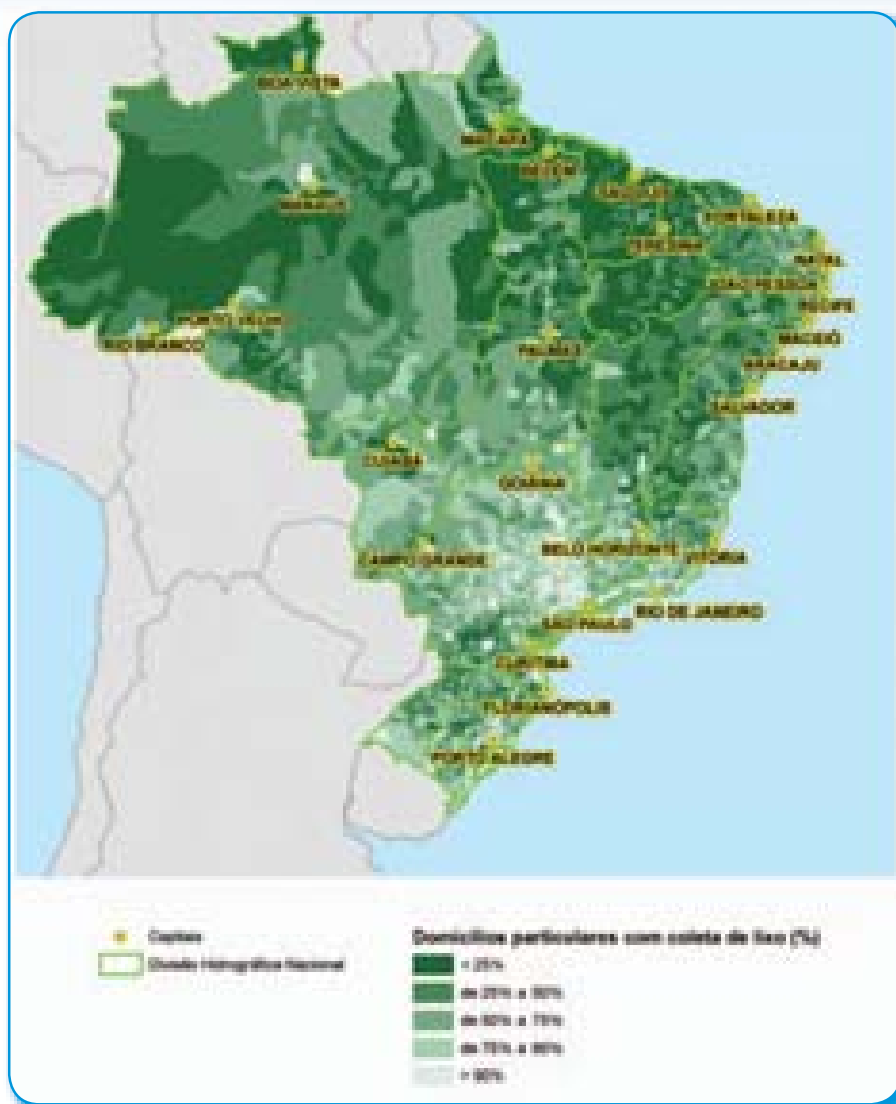 BOA VISTA
MACAPÁ
BELÉM
SÃO LUÍS
MANAUS
FORTALEZA
TERESINA
NATAL
JOÃO PESSOA
PORTO VELHO
RECIFE
RIO BRANCO
MACEIÓ
PALMAS
ARACAJU
SALVADOR
CUIABÁ
GOIÂNIA
BELO HORIZONTE
VITÓRIA
CAMPO GRANDE
RIO DE JANEIRO
SÃO PAULO
CURITIBA
FLORIANÓPOLIS
PORTO ALEGRE
Capitais
Divisão Hidrográfica Nacional
Domicílios particulares com coleta de lixo (%)
< 25%
de 25% a 50%
de 50% a 75%
de 75% a 90%
> 90%